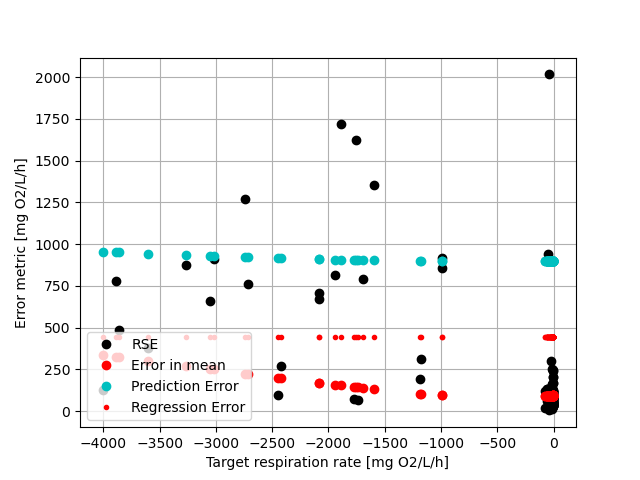 2000
1750
1500
1250
1000
750
500
250
0
Error metric [mg O2/L/h]
RSE
Error in mean
Prediction Error
Regression Error
−4000 −3500 −3000 −2500 −2000 −1500 −1000 −500 0
Target respiration rate [mg O2/L/h]